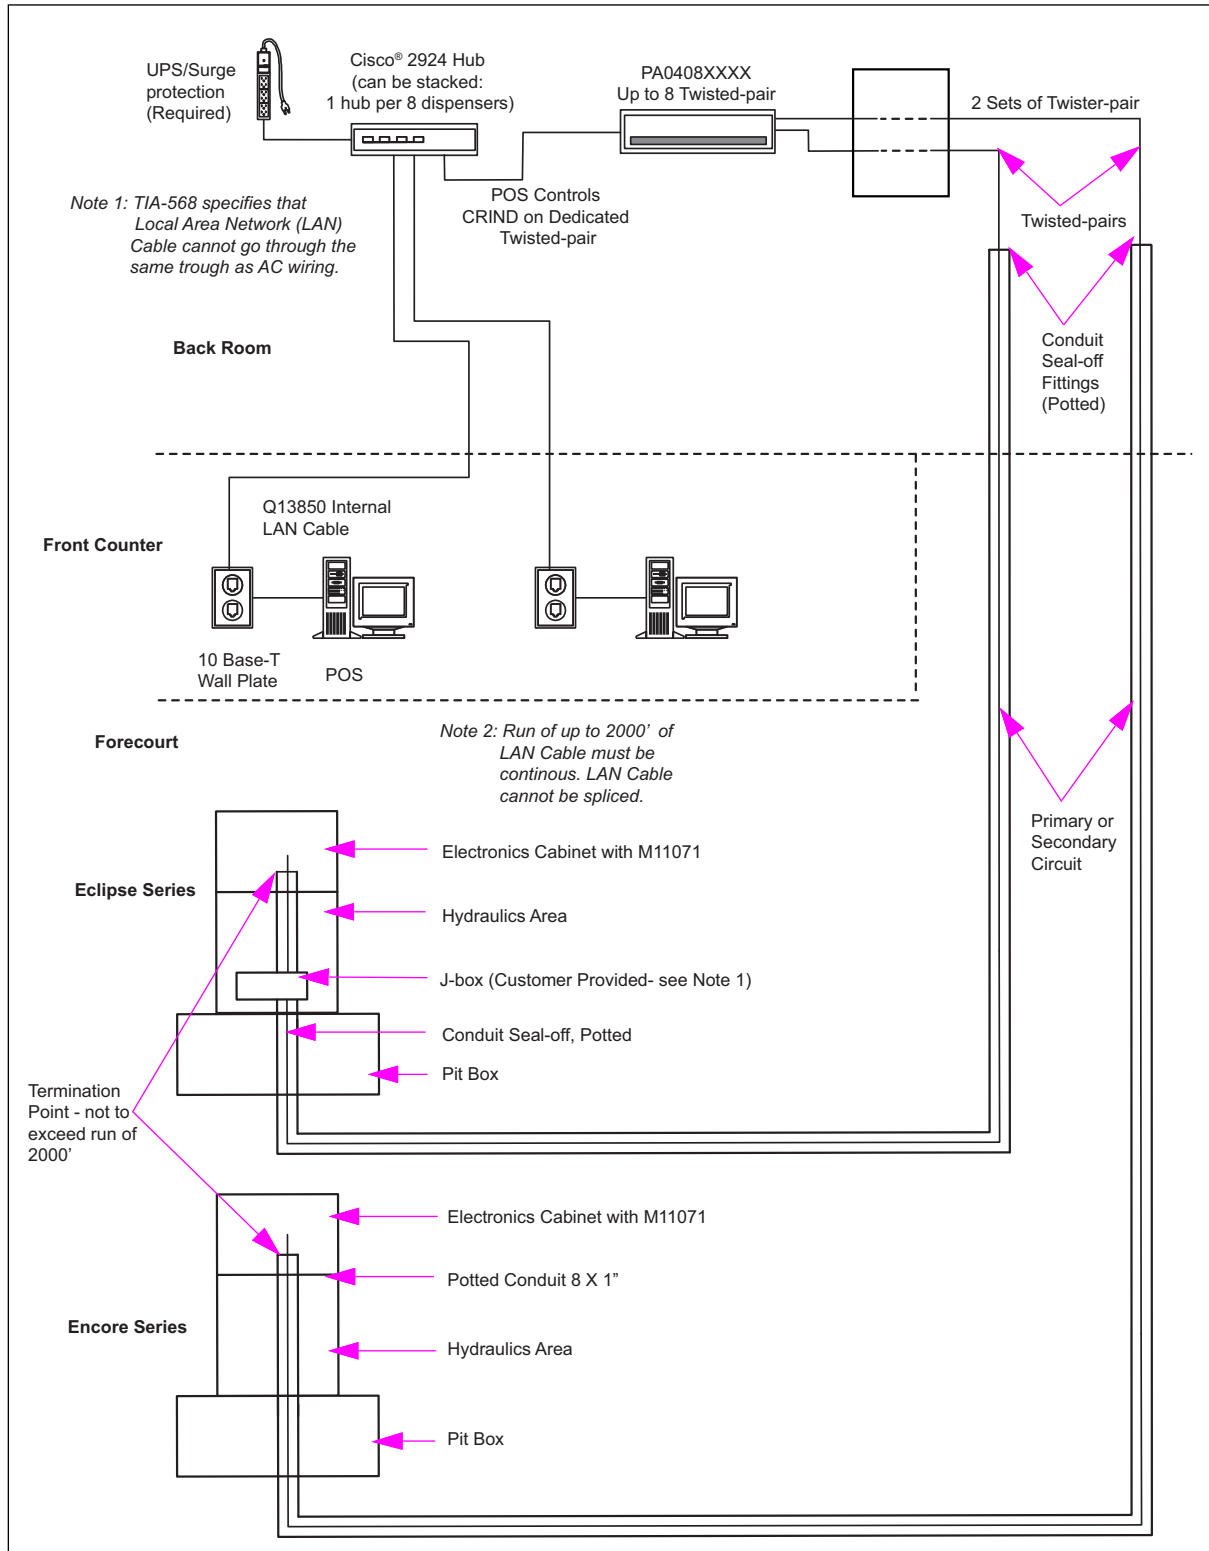 UPS/Surge
protection
(Required)
Cisco® 2924 Hub
(can be stacked:
1 hub per 8 dispensers)
PA0408XXXX
Up to 8 Twisted-pair
2 Sets of Twister-pair
Note 1: TIA-568 specifies that
Local Area Network (LAN)
Cable cannot go through the
same trough as AC wiring.
POS Controls
CRIND on Dedicated
Twisted-pair
Twisted-pairs
Back Room
Conduit
Seal-off
Fittings
(Potted)
Q13850 Internal
LAN Cable
Front Counter
10 Base-T
Wall Plate
POS
Forecourt
Note 2: Run of up to 2000’ of
LAN Cable must be
continous. LAN Cable
cannot be spliced.
Primary or
Secondary
Circuit
Electronics Cabinet with M11071
Eclipse Series
Hydraulics Area
J-box (Customer Provided- see Note 1)
Conduit Seal-off, Potted
Pit Box
Termination
Point - not to
exceed run of
2000’
Electronics Cabinet with M11071
Potted Conduit 8 X 1”
Encore Series
Hydraulics Area
Pit Box